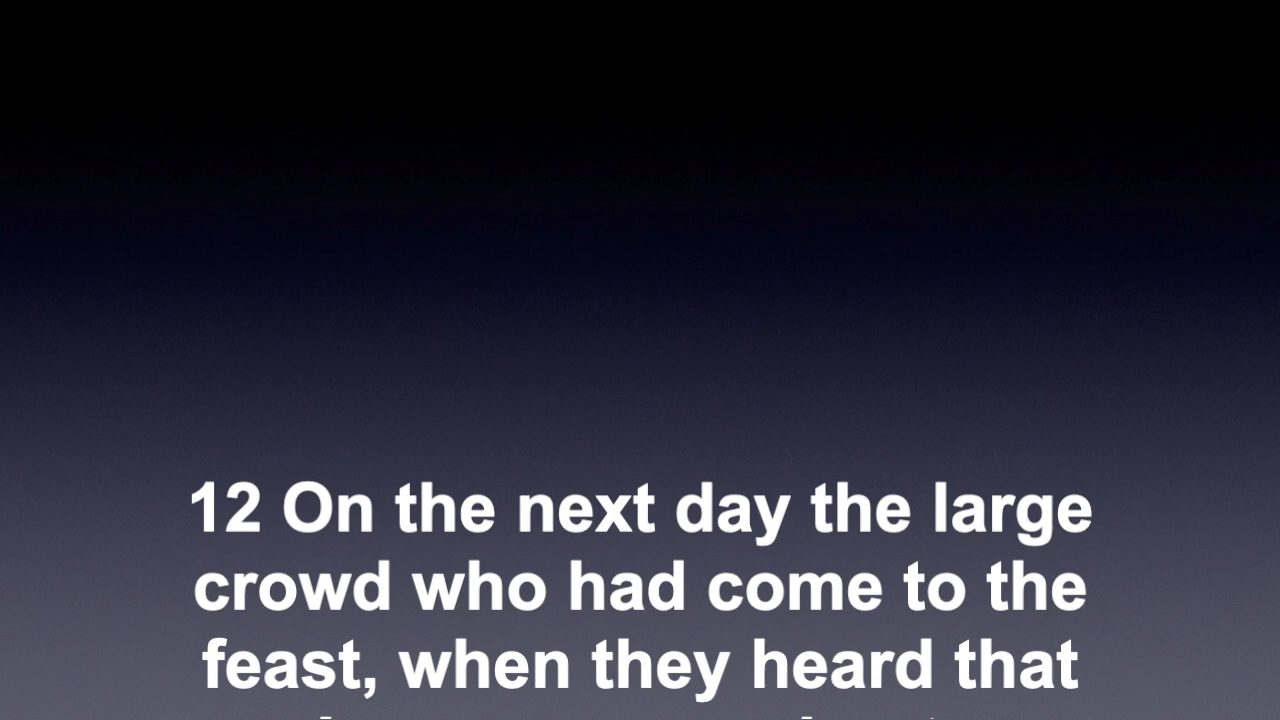 12 On the next day the large
crowd who had come to the
feast, when they heard that